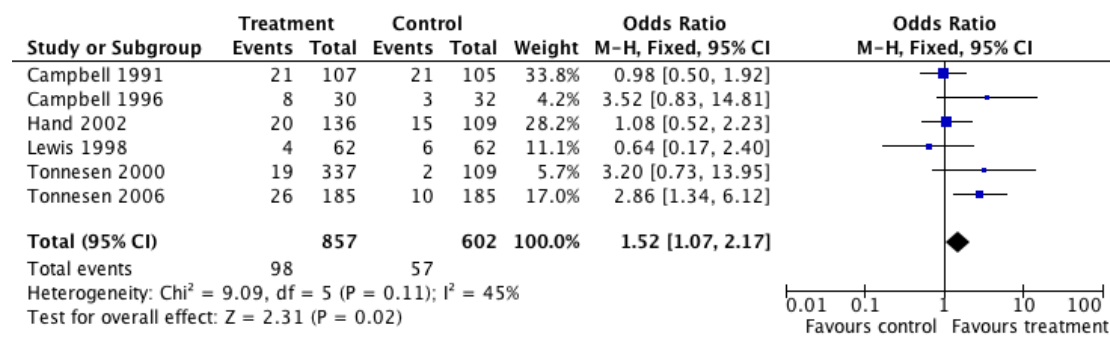 Treatment Control Odds Ratio Odds Ratio
Study or Subgroup Events Total Events Total Weight M-H, Fixed, 95% CI M-H, Fixed, 95% CI
Campbell 1991 21 107 21 105 33.8% 0.98 [0.50, 1.92]
Campbell 1996 8 30 3 32 4.2% 3.52 [0.83, 14.81]
Hand 2002 20 136 15 109 28.2% 1.08 [0.52, 2.23]
Lewis 1998 4 62 6 62 11.1% 0.64 [0.17, 2.40]
Tonnesen 2000 19 337 2 109 5.7% 3.20 [0.73, 13.95]
Tonnesen 2006 26 185 10 185 17.0% 2.86 [1.34, 6.12]
Total (95% CI) 857 602 100.0% 1.52 [1.07, 2.17]
Total events 98 57
Heterogeneity: Chi² = 9.09, df = 5 (P = 0.11); I² = 45%
Test for overall effect: Z = 2.31 (P = 0.02)
0.01 0.1 1 10 100
Favours control Favours treatment